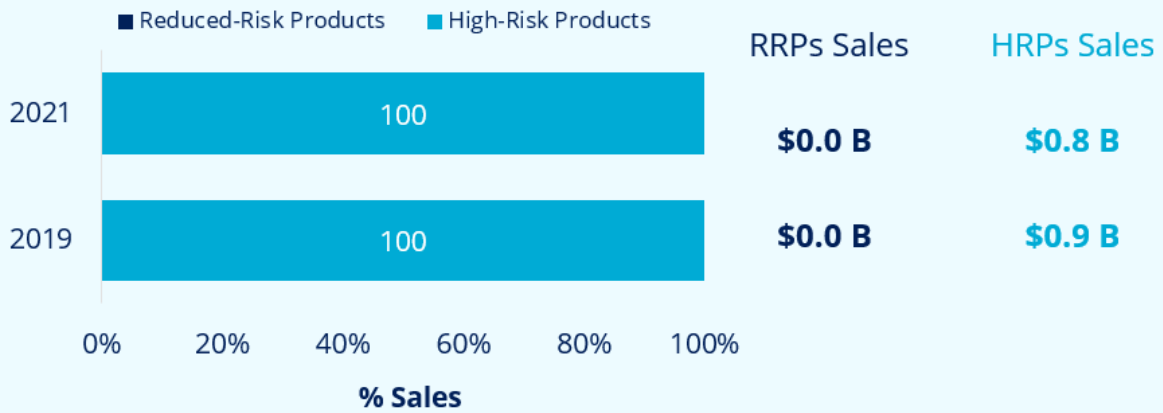 Reduced-Risk Products High-Risk Products
RRPs Sales HRPs Sales
2021 100 $0.0 B $0.8 B
2019 100 $0.0 B $0.9 B
0% 20% 40% 60% 80% 100%
% Sales